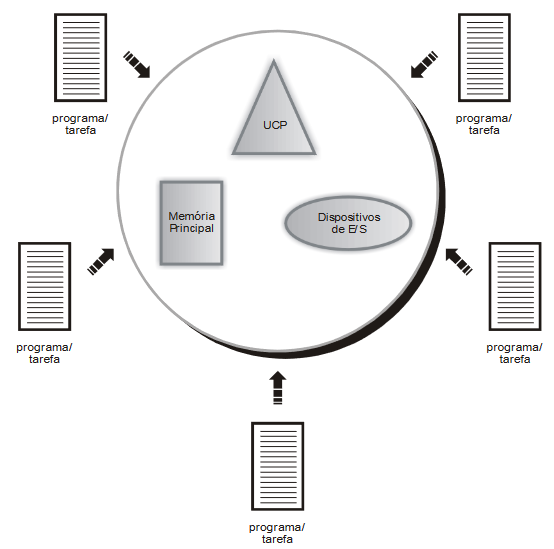 programa/
tarefa
programa/
tarefa
UCP
Memória
Principal
Dispositivos
de E/S
programa/
tarefa
programa/
tarefa
programa/
tarefa